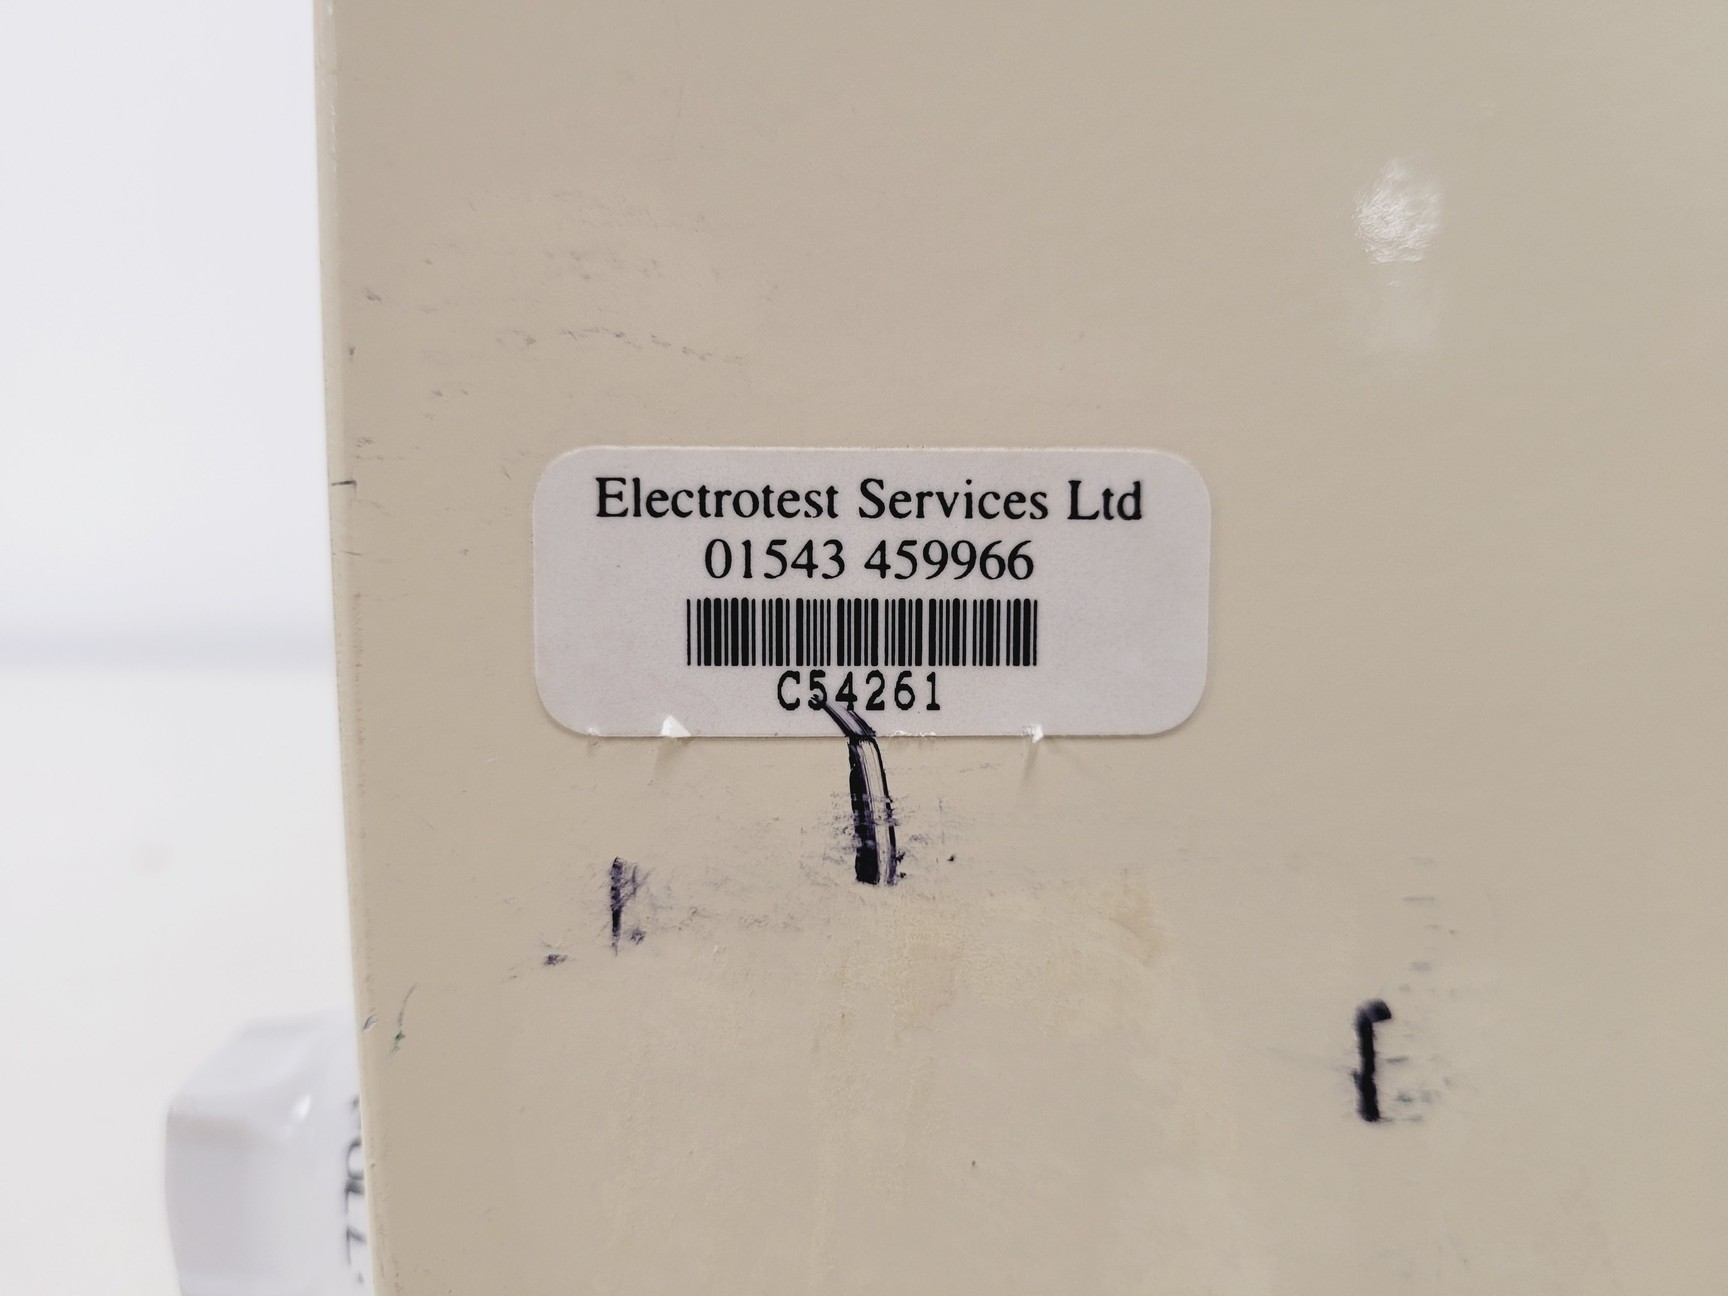 Electrotest Services Ltd
01543 459966
C54261